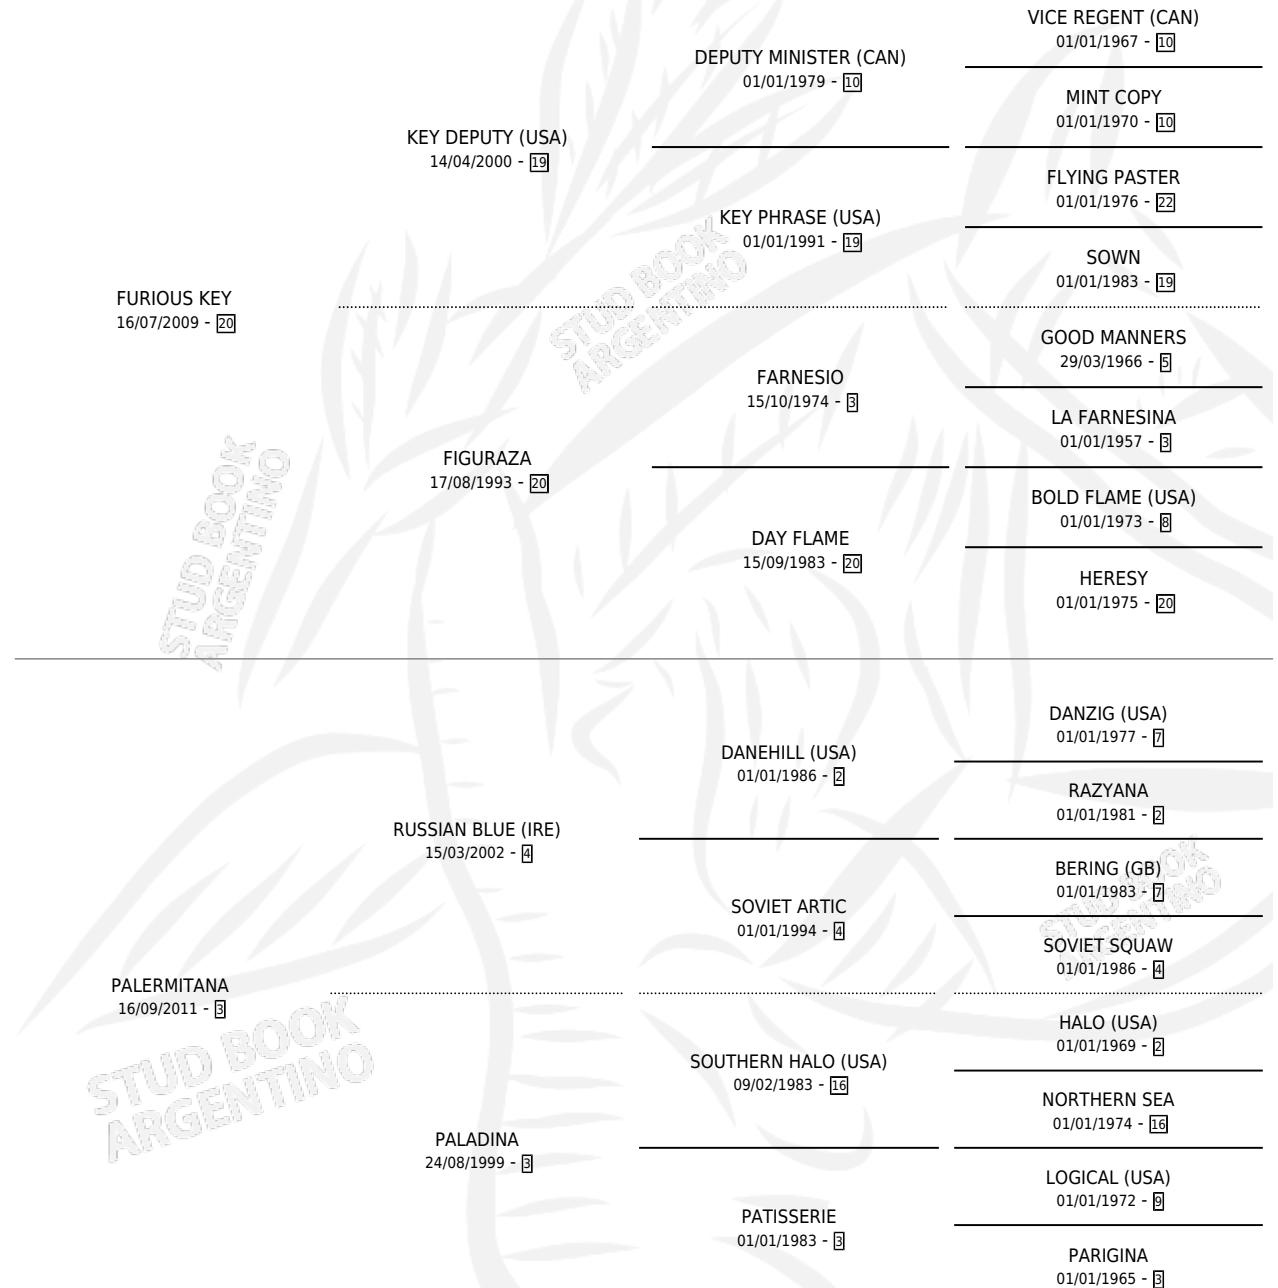 VICE REGENT (CAN)
01/01/1967 - 10
DEPUTY MINISTER (CAN)
01/01/1979 - 10
MINT COPY
01/01/1970 - 10
KEY DEPUTY (USA)
14/04/2000 - 19
FLYING PASTER
01/01/1976 - 22
KEY PHRASE (USA)
01/01/1991 - 19
SOWN
01/01/1983 - 19
STUD BOOK
ARGENTINO
FURIOUS KEY
16/07/2009 - 20
GOOD MANNERS
29/03/1966 - 5
FARNESIO
15/10/1974 - 3
LA FARNESINA
01/01/1957 - 3
FIGURAZA
17/08/1993 - 20
BOLD FLAME (USA)
01/01/1973 - 8
DAY FLAME
15/09/1983 - 20
HERESY
01/01/1975 - 20
STUD BOOK
ARGENTINO
DANZIG (USA)
01/01/1977 - 7
DANEHILL (USA)
01/01/1986 - 2
RAZYANA
01/01/1981 - 2
RUSSIAN BLUE (IRE)
15/03/2002 - 4
BERING (GB)
01/01/1983 - 7
SOVIET ARTIC
01/01/1994 - 4
SOVIET SQUAW
01/01/1986 - 4
STUD BOOK
ARGENTINO
PALERMITANA
16/09/2011 - 3
HALO (USA)
01/01/1969 - 2
SOUTHERN HALO (USA)
09/02/1983 - 16
NORTHERN SEA
01/01/1974 - 16
STUD BOOK
ARGENTINO
PALADINA
24/08/1999 - 3
LOGICAL (USA)
01/01/1972 - 9
PATISSERIE
01/01/1983 - 3
PARIGINA
01/01/1965 - 3